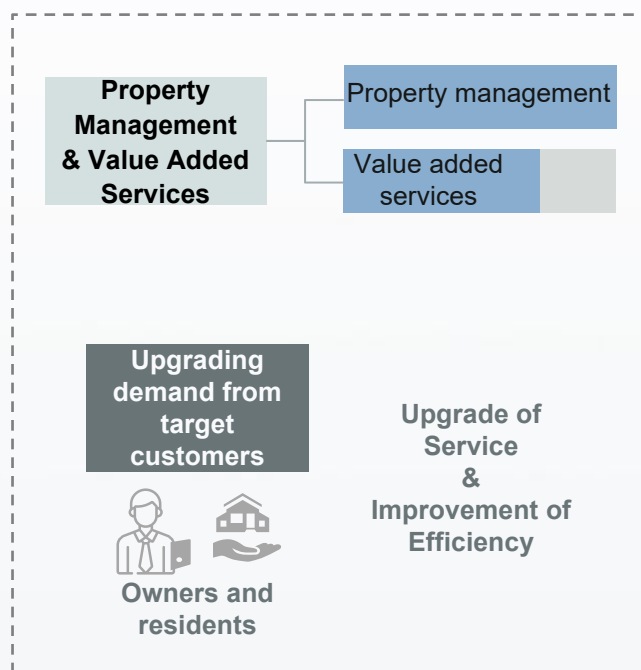 Property
Management
& Value Added
Services
Property management
Value added
services
Upgrading
demand from
target
customers
Upgrade of
Service
&
Improvement of
Efficiency
Owners and
residents